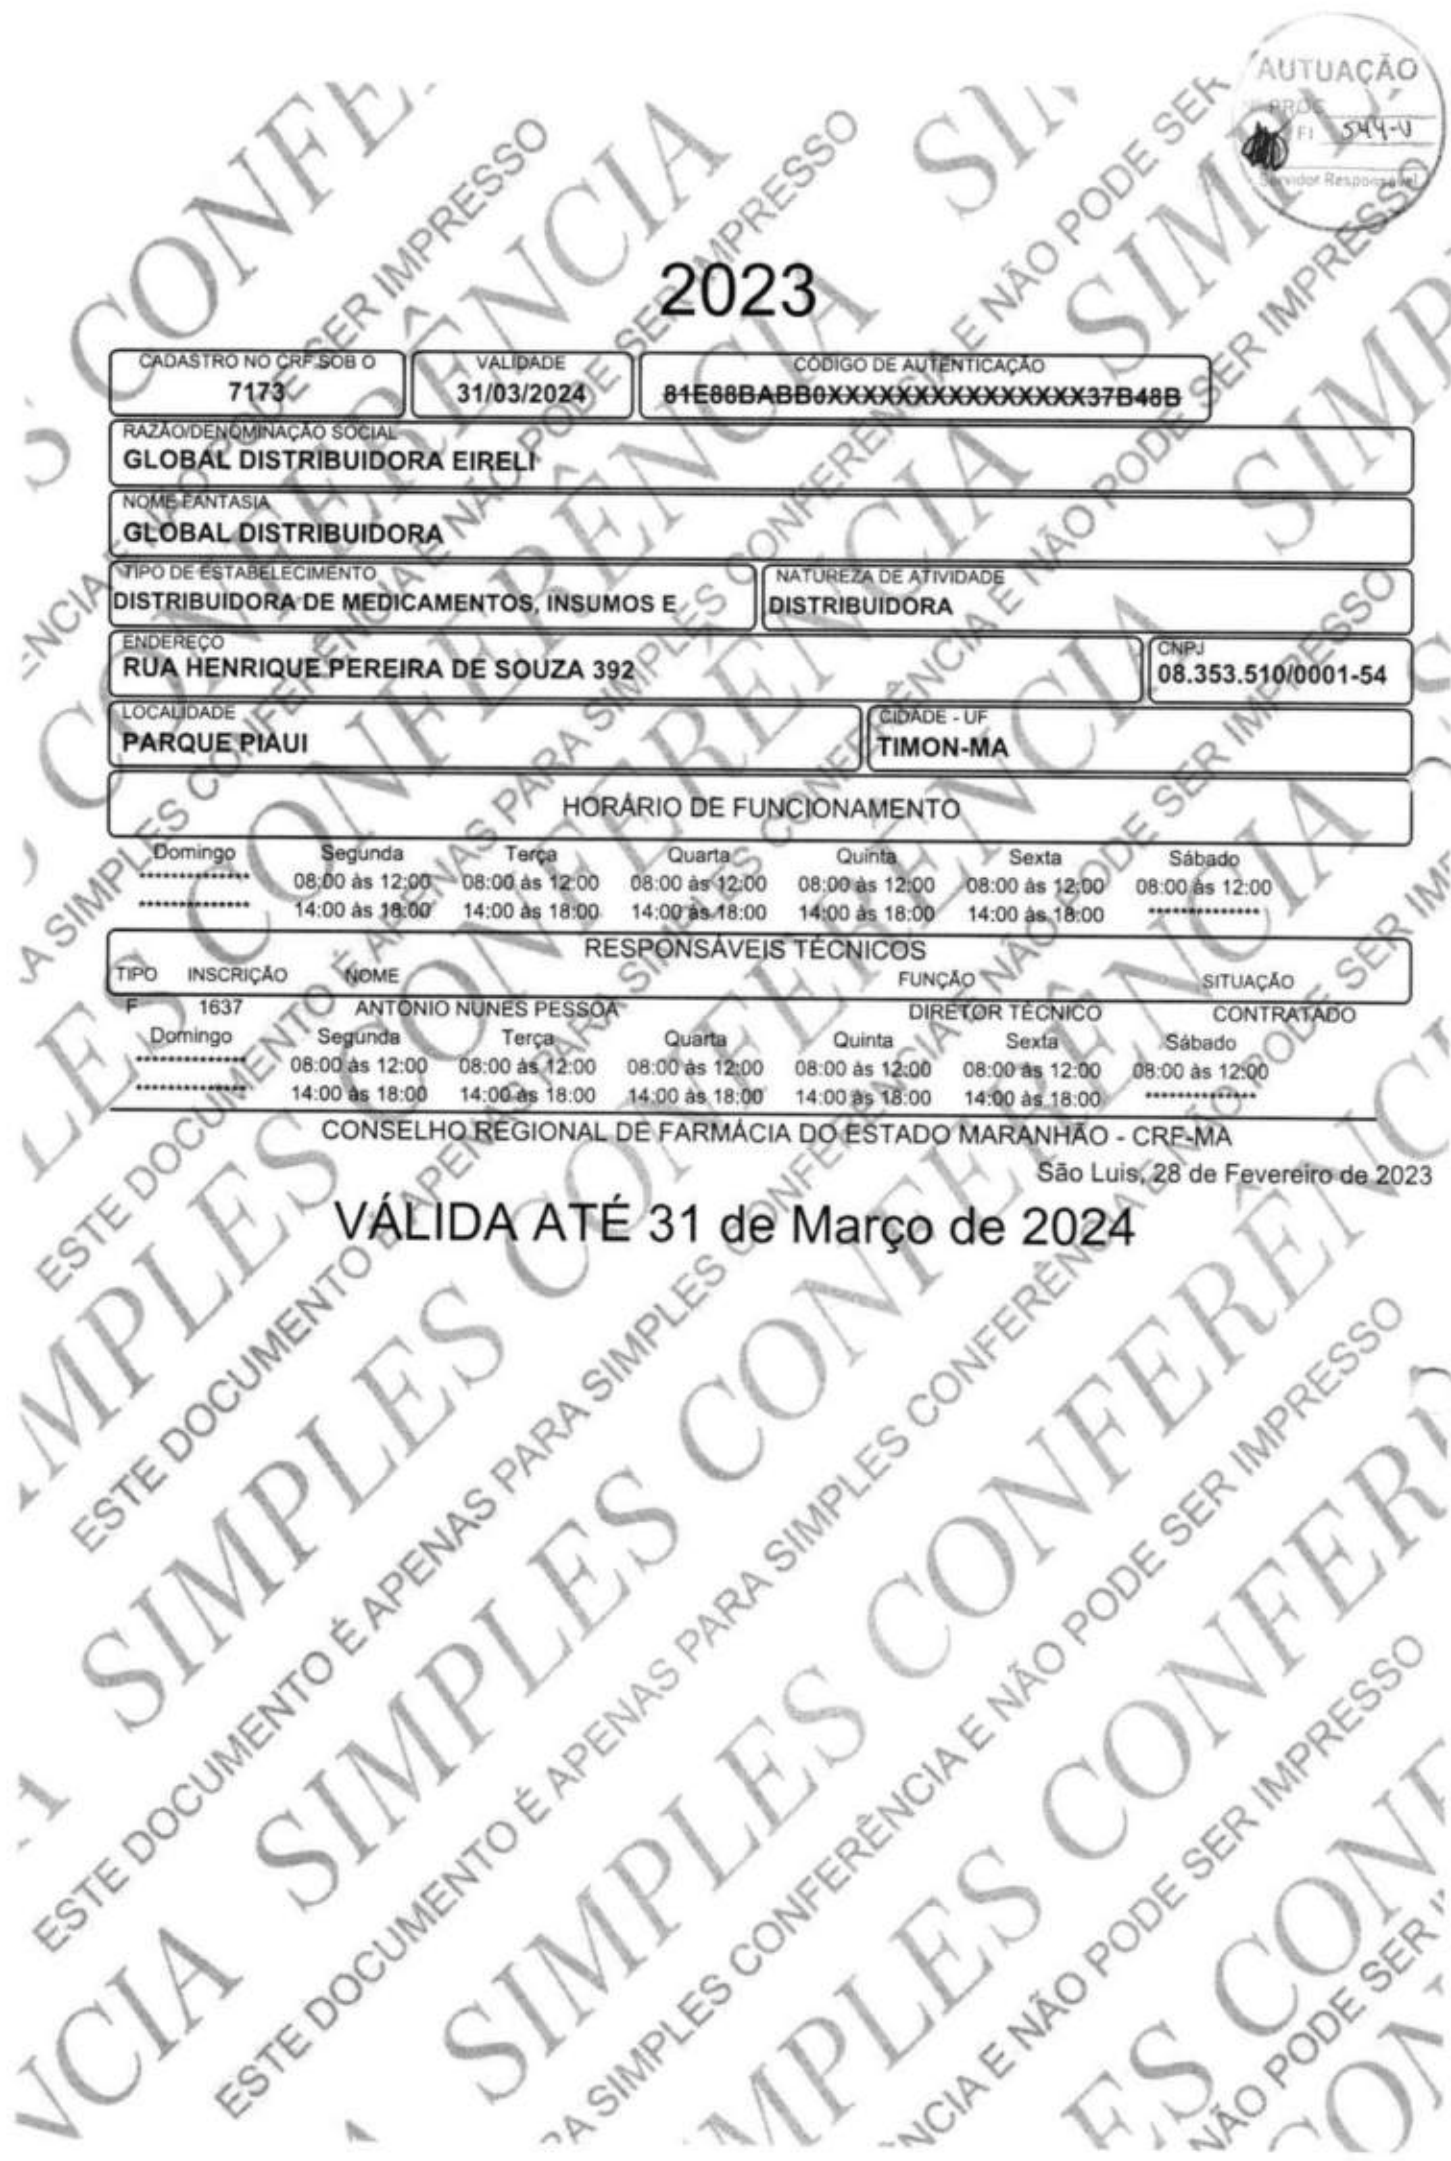 AUTUAÇÃO
PROC
Fl 544-V
Servidor Responsável
2023
CADASTRO NO CRF SOB O
7173
VALIDADE
31/03/2024
CÓDIGO DE AUTENTICAÇÃO
81E88BABB0XXXXXXXXXXXXXXXX37B48B
RAZÃO/DENOMINAÇÃO SOCIAL
GLOBAL DISTRIBUIDORA EIRELI
NOME FANTASIA
GLOBAL DISTRIBUIDORA
TIPO DE ESTABELECIMENTO
DISTRIBUIDORA DE MEDICAMENTOS, INSUMOS E
NATUREZA DE ATIVIDADE
DISTRIBUIDORA
ENDEREÇO
RUA HENRIQUE PEREIRA DE SOUZA 392
CNPJ
08.353.510/0001-54
LOCALIDADE
PARQUE PIAUI
CIDADE - UF
TIMON-MA
HORÁRIO DE FUNCIONAMENTO
Domingo Segunda Terça Quarta Quinta Sexta Sábado
************** 08:00 às 12:00 08:00 às 12:00 08:00 às 12:00 08:00 às 12:00 08:00 às 12:00 08:00 às 12:00
************** 14:00 às 18:00 14:00 às 18:00 14:00 às 18:00 14:00 às 18:00 14:00 às 18:00 **************
RESPONSÁVEIS TÉCNICOS
TIPO INSCRIÇÃO NOME FUNÇÃO SITUAÇÃO
F 1637 ANTONIO NUNES PESSOA DIRETOR TÉCNICO CONTRATADO
Domingo Segunda Terça Quarta Quinta Sexta Sábado
************** 08:00 às 12:00 08:00 às 12:00 08:00 às 12:00 08:00 às 12:00 08:00 às 12:00 08:00 às 12:00
************** 14:00 às 18:00 14:00 às 18:00 14:00 às 18:00 14:00 às 18:00 14:00 às 18:00 **************
CONSELHO REGIONAL DE FARMÁCIA DO ESTADO MARANHÃO - CRF-MA
São Luis, 28 de Fevereiro de 2023
VÁLIDA ATÉ 31 de Março de 2024
SIMPLES CONFERÊNCIA
ESTE DOCUMENTO É APENAS PARA SIMPLES CONFERÊNCIA E NÃO PODE SER IMPRESSO